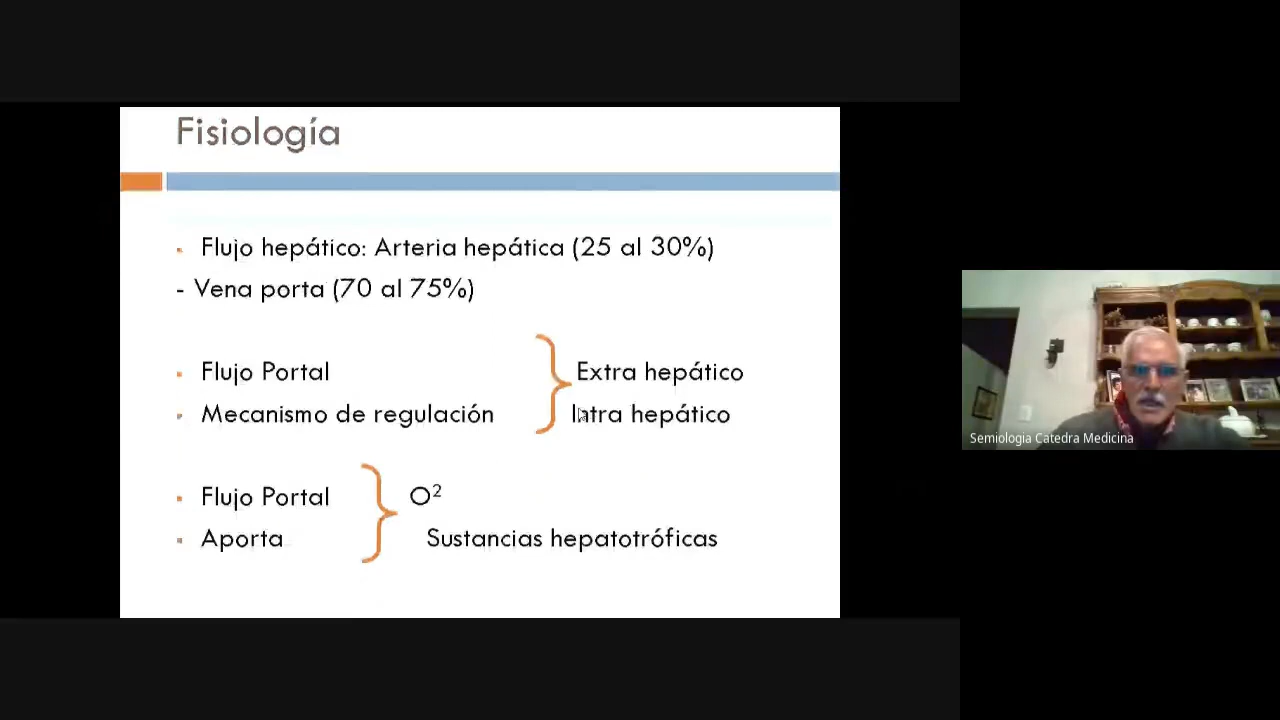 Fisiología
▪ Flujo hepático: Arteria hepática (25 al 30%)
- Vena porta (70 al 75%)
▪ Flujo Portal Extra hepático
▪ Mecanismo de regulación Intra hepático
▪ Flujo Portal O²
▪ Aporta Sustancias hepatotróficas
Semiologia Catedra Medicina